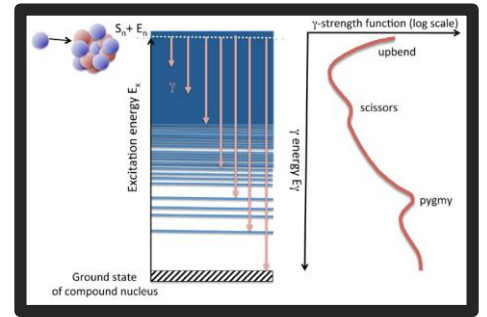 Sn + En
γ-strength function (log scale)
upbend
γ
scissors
Excitation energy Ex
γ energy Eγ
pygmy
Ground state
of compound nucleus